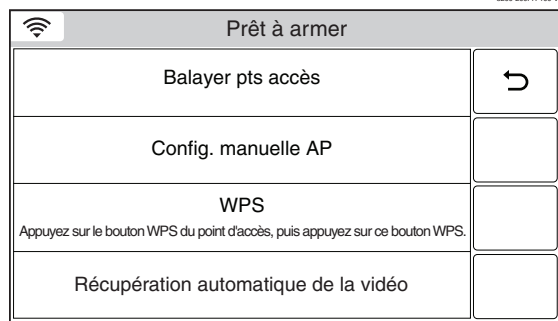 Prêt à armer
Balayer pts accès
Config. manuelle AP
WPS
Appuyez sur le bouton WPS du point d'accès, puis appuyez sur ce bouton WPS.
Récupération automatique de la vidéo